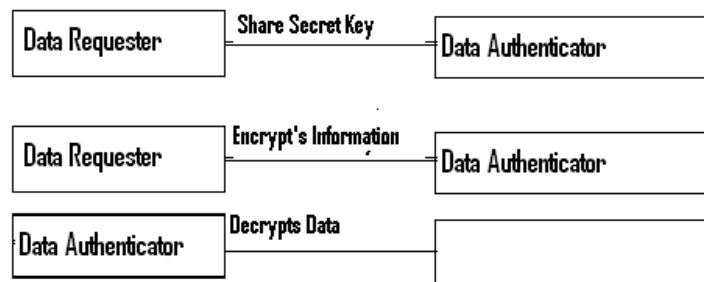 Data Requester
Share Secret Key
Data Authenticator
Data Requester
Encrypt's Information
Data Authenticator
Data Authenticator
Decrypts Data